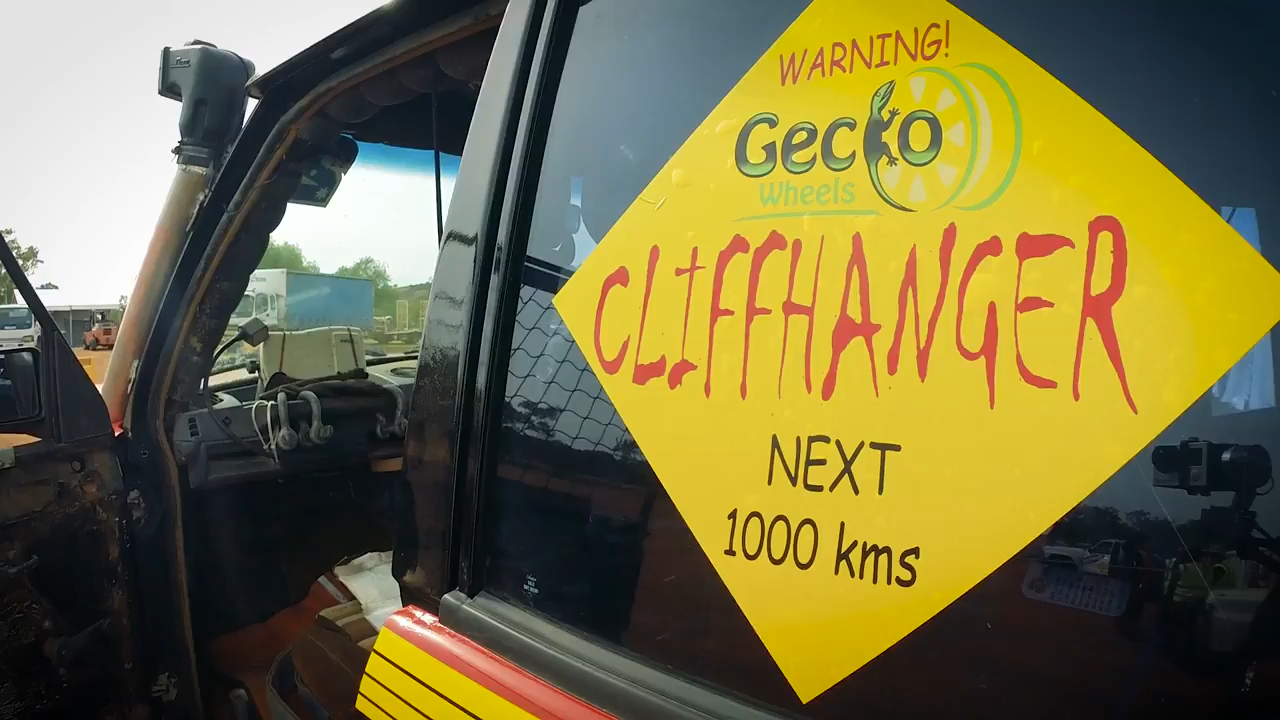 WARNING!
Gecko
Wheels
CLIFFHANGER
NEXT
1000 kms